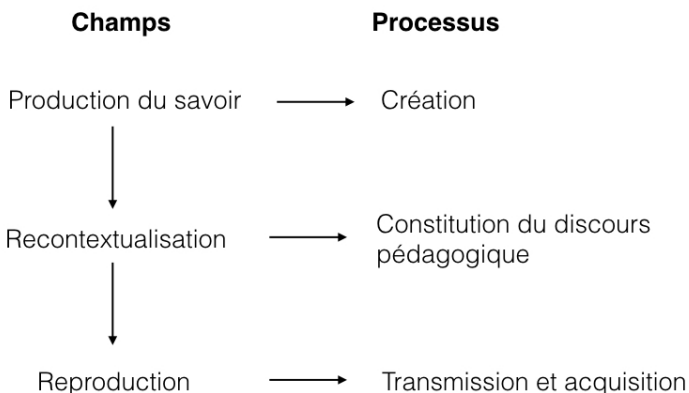 Champs Processus
Production du savoir Création
Recontextualisation Constitution du discours
pédagogique
Reproduction Transmission et acquisition